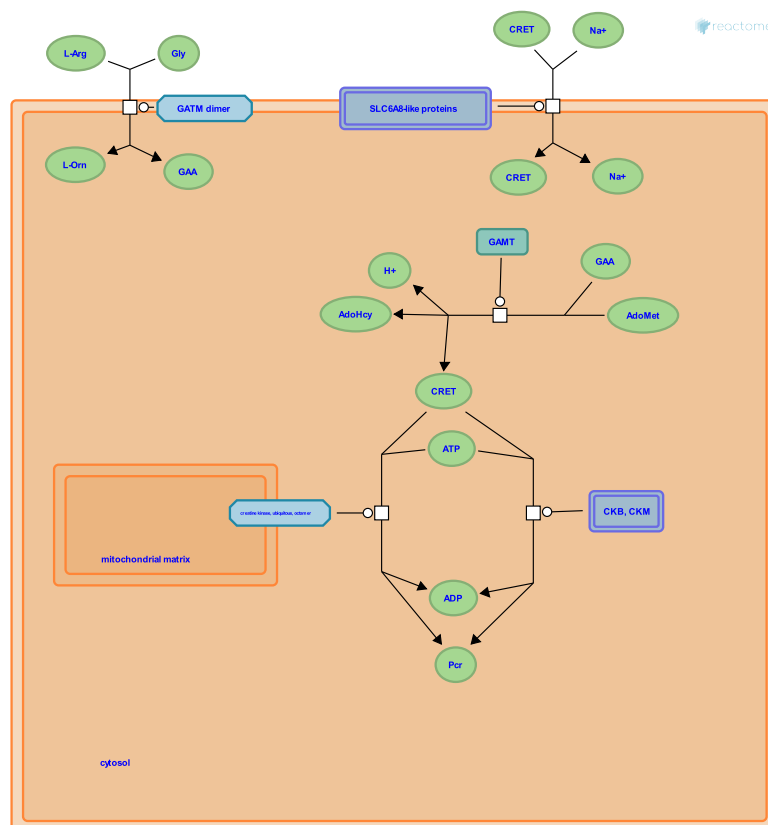 reactome
CRET
Na+
L-Arg
Gly
GATM dimer
SLC6A8-like proteins
L-Orn
GAA
CRET
Na+
GAMT
GAA
H+
AdoHcy
AdoMet
CRET
ATP
creatine kinase, ubiquitous, octamer
CKB, CKM
mitochondrial matrix
ADP
Pcr
cytosol